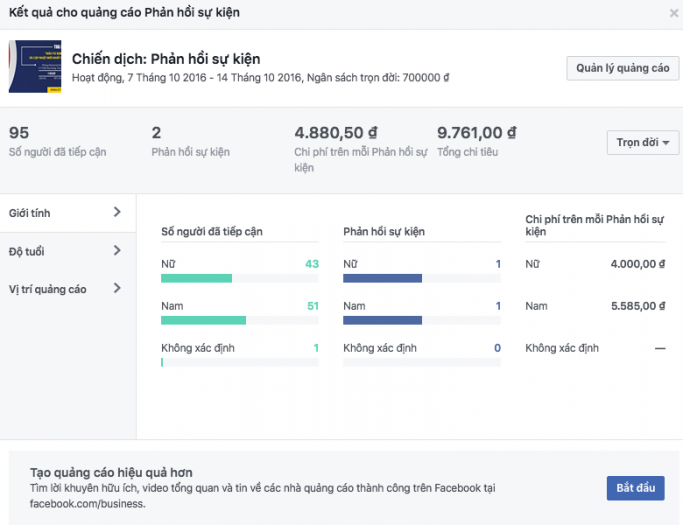 Kết quả cho quảng cáo Phản hồi sự kiện
Chiến dịch: Phản hồi sự kiện
Hoạt động, 7 Tháng 10 2016 - 14 Tháng 10 2016, Ngân sách trọn đời: 700000 ₫
Quản lý quảng cáo
95
Số người đã tiếp cận
2
Phản hồi sự kiện
4.880,50 ₫
Chi phí trên mỗi Phản hồi sự
kiện
9.761,00 ₫
Tổng chi tiêu
Trọn đời
Giới tính
Độ tuổi
Vị trí quảng cáo
Số người đã tiếp cận
Nữ 43
Nam 51
Không xác định 1
Phản hồi sự kiện
Nữ 1
Nam 1
Không xác định 0
Chi phí trên mỗi Phản hồi sự
kiện
Nữ 4.000,00 ₫
Nam 5.585,00 ₫
Không xác định —
Tạo quảng cáo hiệu quả hơn
Tìm lời khuyên hữu ích, video tổng quan và tin về các nhà quảng cáo thành công trên Facebook tại
facebook.com/business.
Bắt đầu